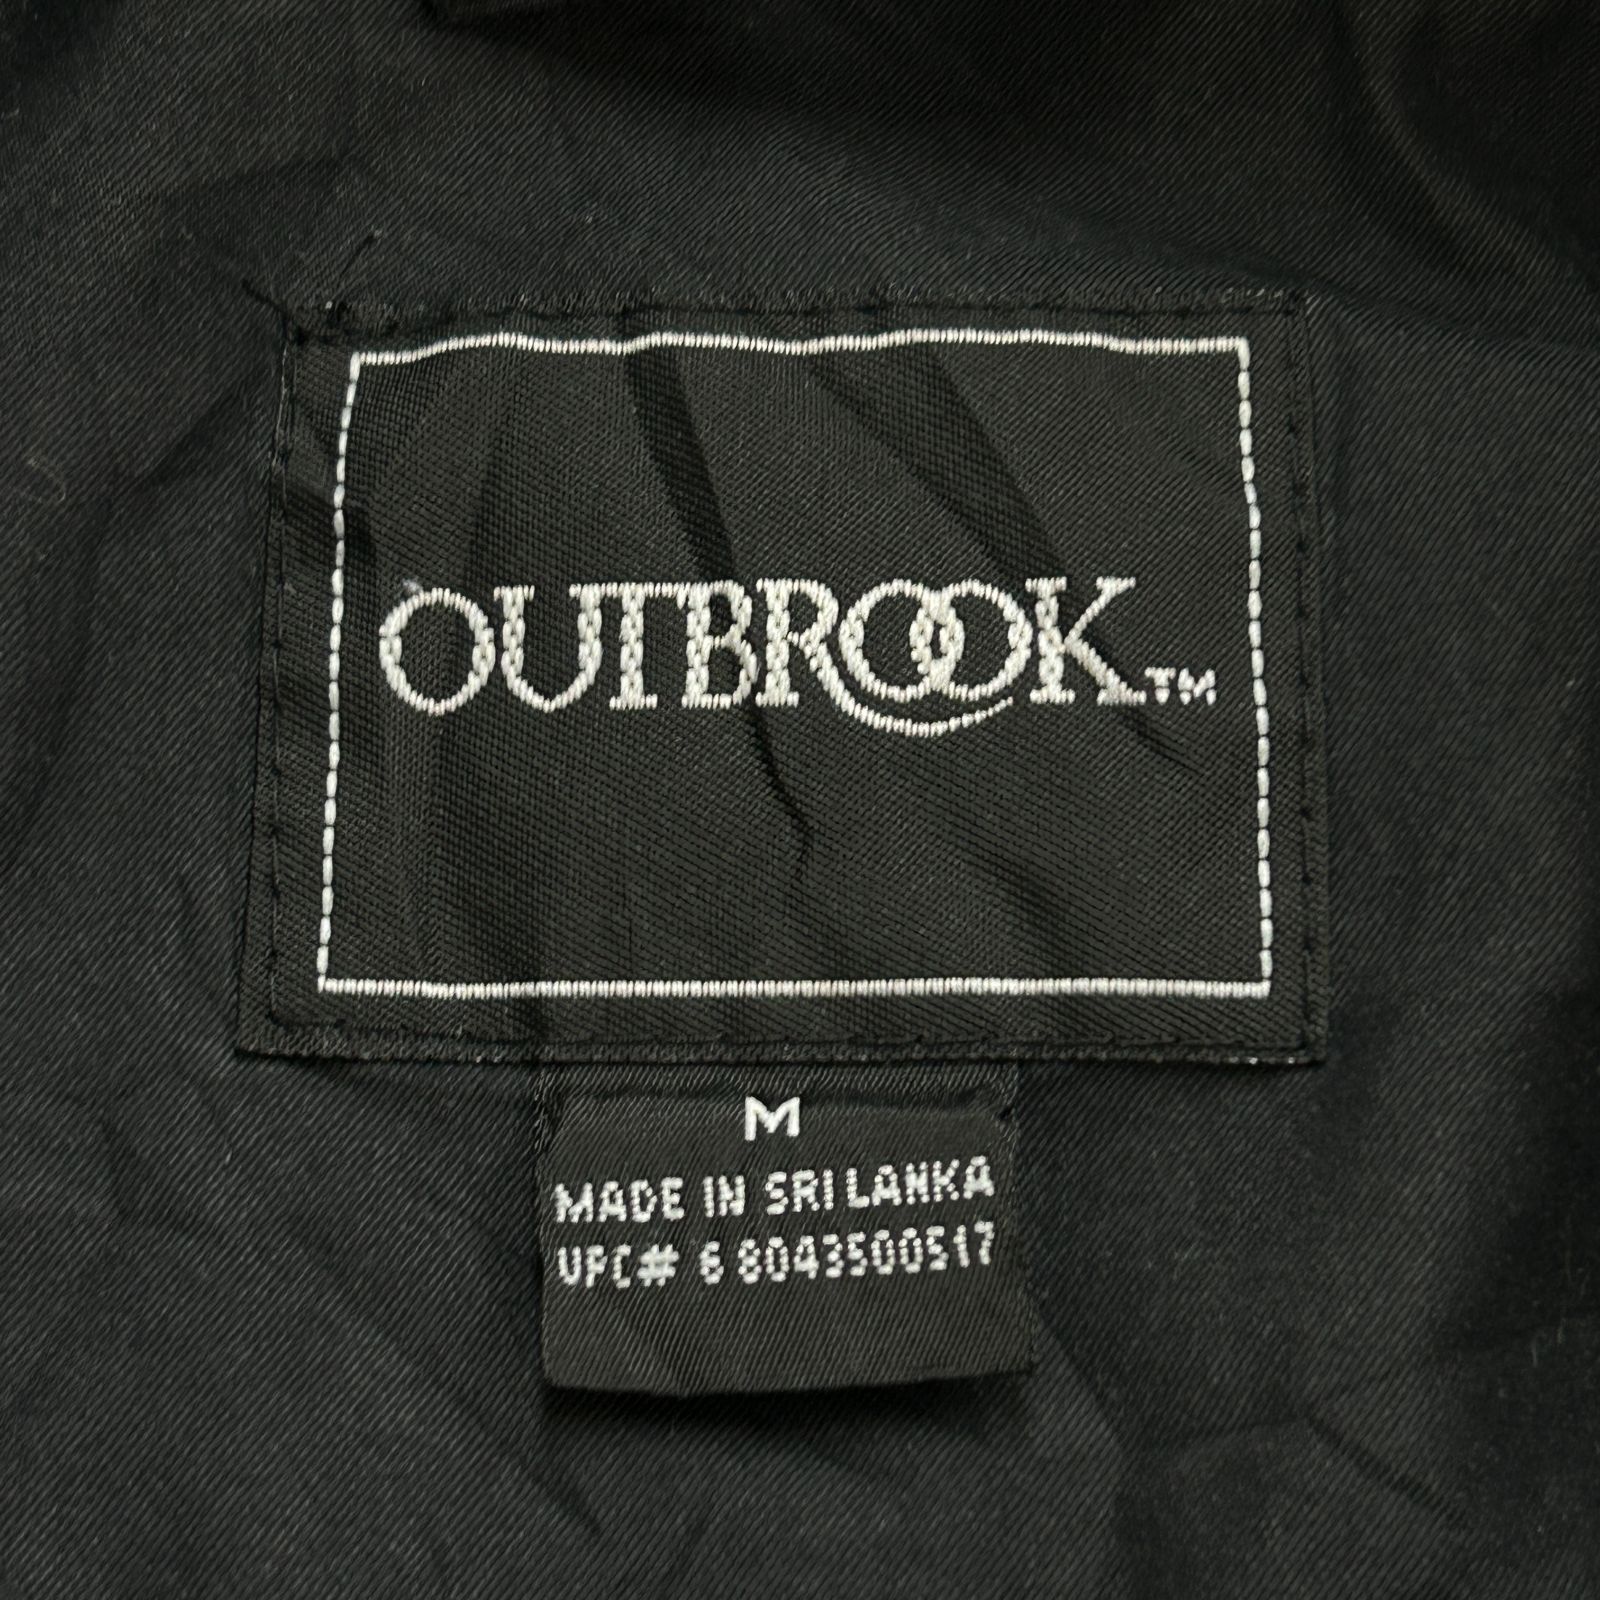 OUTBROOK™
M
MADE IN SRI LANKA
UPC# 6 8043500517